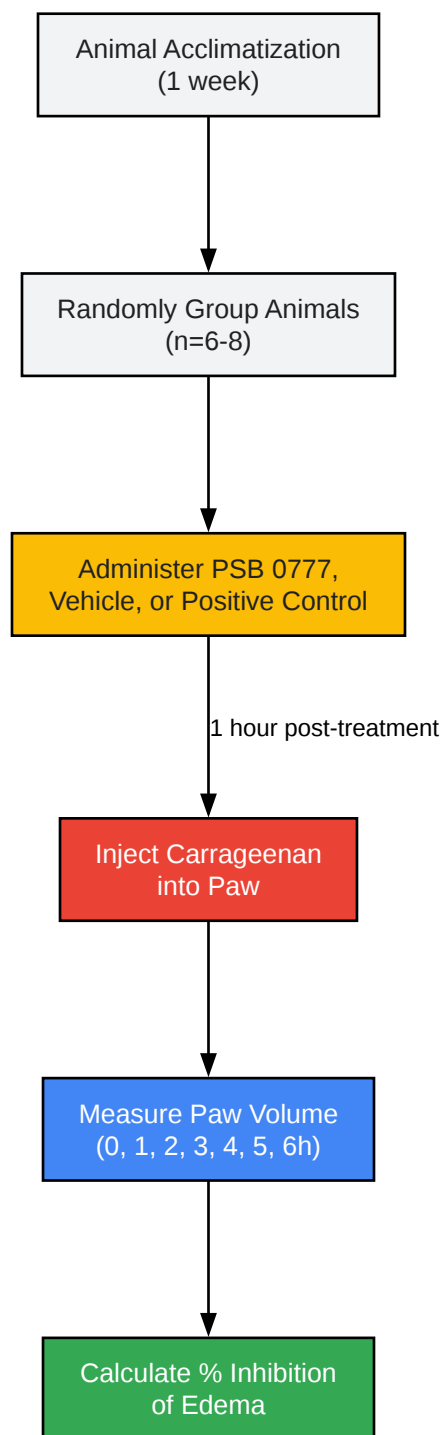 Animal Acclimatization
(1 week)
Randomly Group Animals
(n=6-8)
Administer PSB 0777,
Vehicle, or Positive Control
1 hour post-treatment
Inject Carrageenan
into Paw
Measure Paw Volume
(0, 1, 2, 3, 4, 5, 6h)
Calculate % Inhibition
of Edema